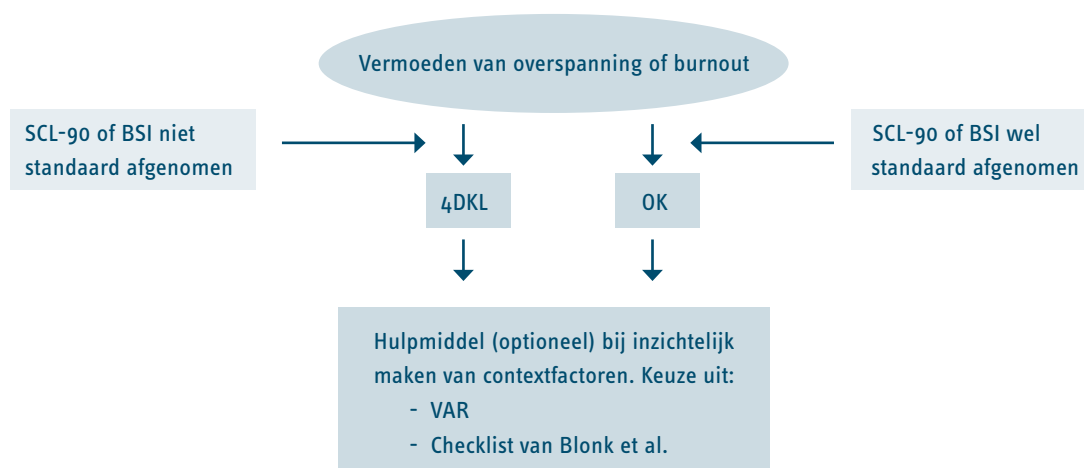 Vermoeden van overspanning of burnout
SCL-90 of BSI niet
standaard afgenomen
SCL-90 of BSI wel
standaard afgenomen
4DKL
OK
Hulpmiddel (optioneel) bij inzichtelijk
maken van contextfactoren. Keuze uit:
- VAR
- Checklist van Blonk et al.